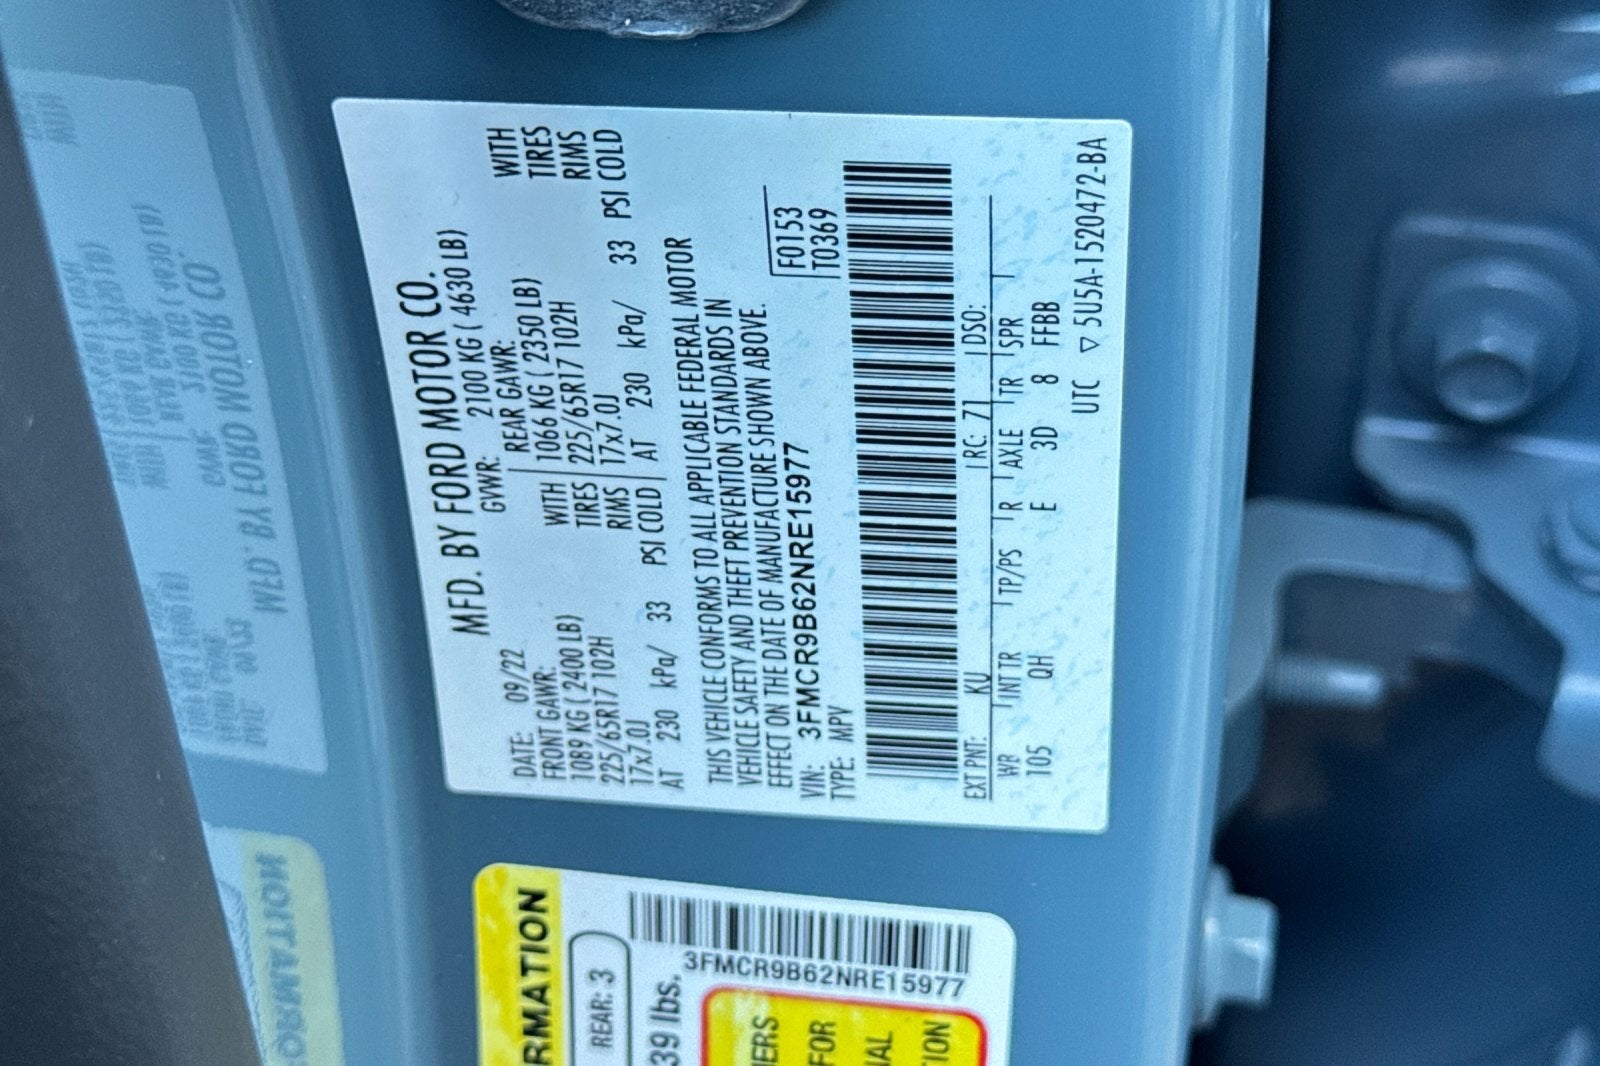 MFD. BY FORD MOTOR CO.
DATE: 09/22 GVWR: 2100 KG ( 4630 LB)
FRONT GAWR: REAR GAWR:
1089 KG ( 2400 LB) WITH 1066 KG ( 2350 LB) WITH
225/65R17 102H TIRES 225/65R17 102H TIRES
17x7.0J RIMS 17x7.0J RIMS
AT 230 kPa/ 33 PSI COLD AT 230 kPa/ 33 PSI COLD
THIS VEHICLE CONFORMS TO ALL APPLICABLE FEDERAL MOTOR
VEHICLE SAFETY AND THEFT PREVENTION STANDARDS IN
EFFECT ON THE DATE OF MANUFACTURE SHOWN ABOVE.
VIN: 3FMCR9B62NRE15977 F0153
TYPE: MPV T0369
EXT PNT: KU RC: 71 DSO:
WB INT TR TP/PS R AXLE TR SPR
105 QH E 3D 8 FFBB
UTC ▽ 5U5A-1520472-BA
RMATION
REAR: 3
39 lbs.
3FMCR9B62NRE15977
IERS
FOR
NAL
TION